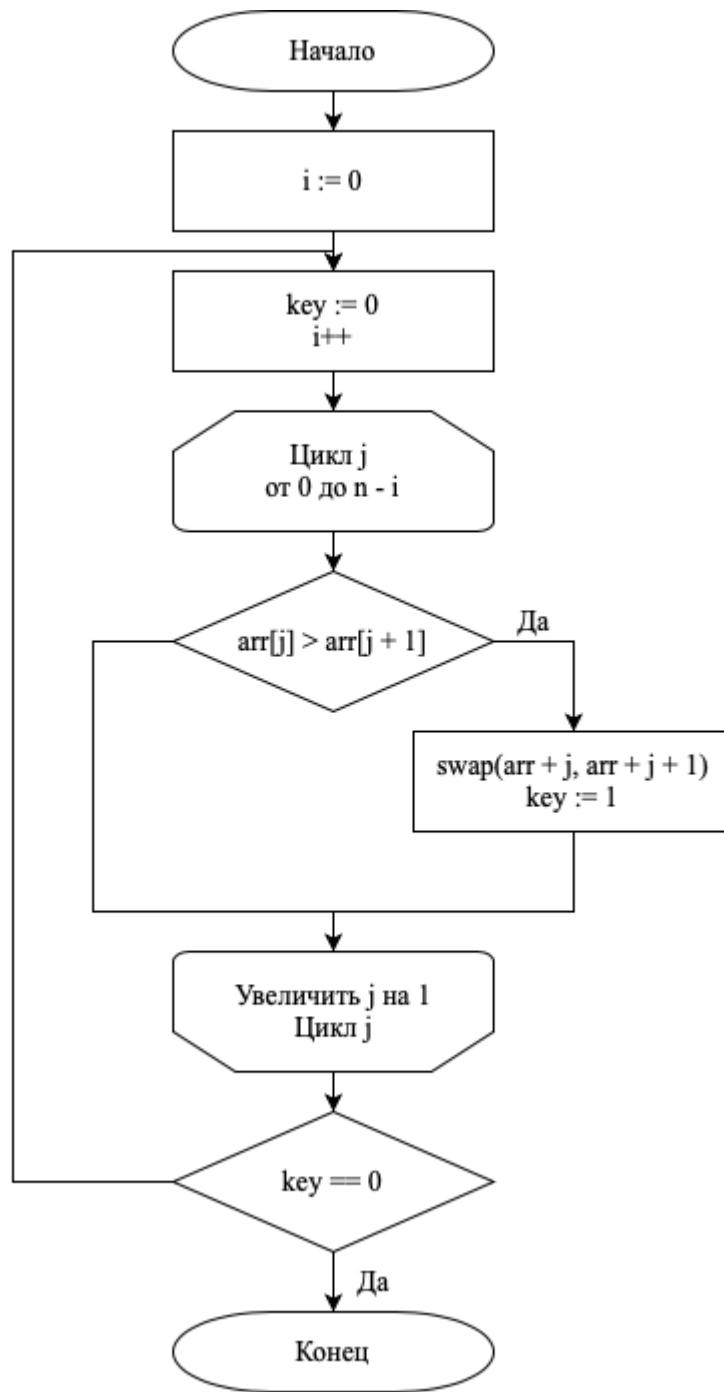 Начало
i := 0
key := 0
i++
Цикл j
от 0 до n - i
arr[j] > arr[j + 1]
Да
swap(arr + j, arr + j + 1)
key := 1
Увеличить j на 1
Цикл j
key == 0
Да
Конец